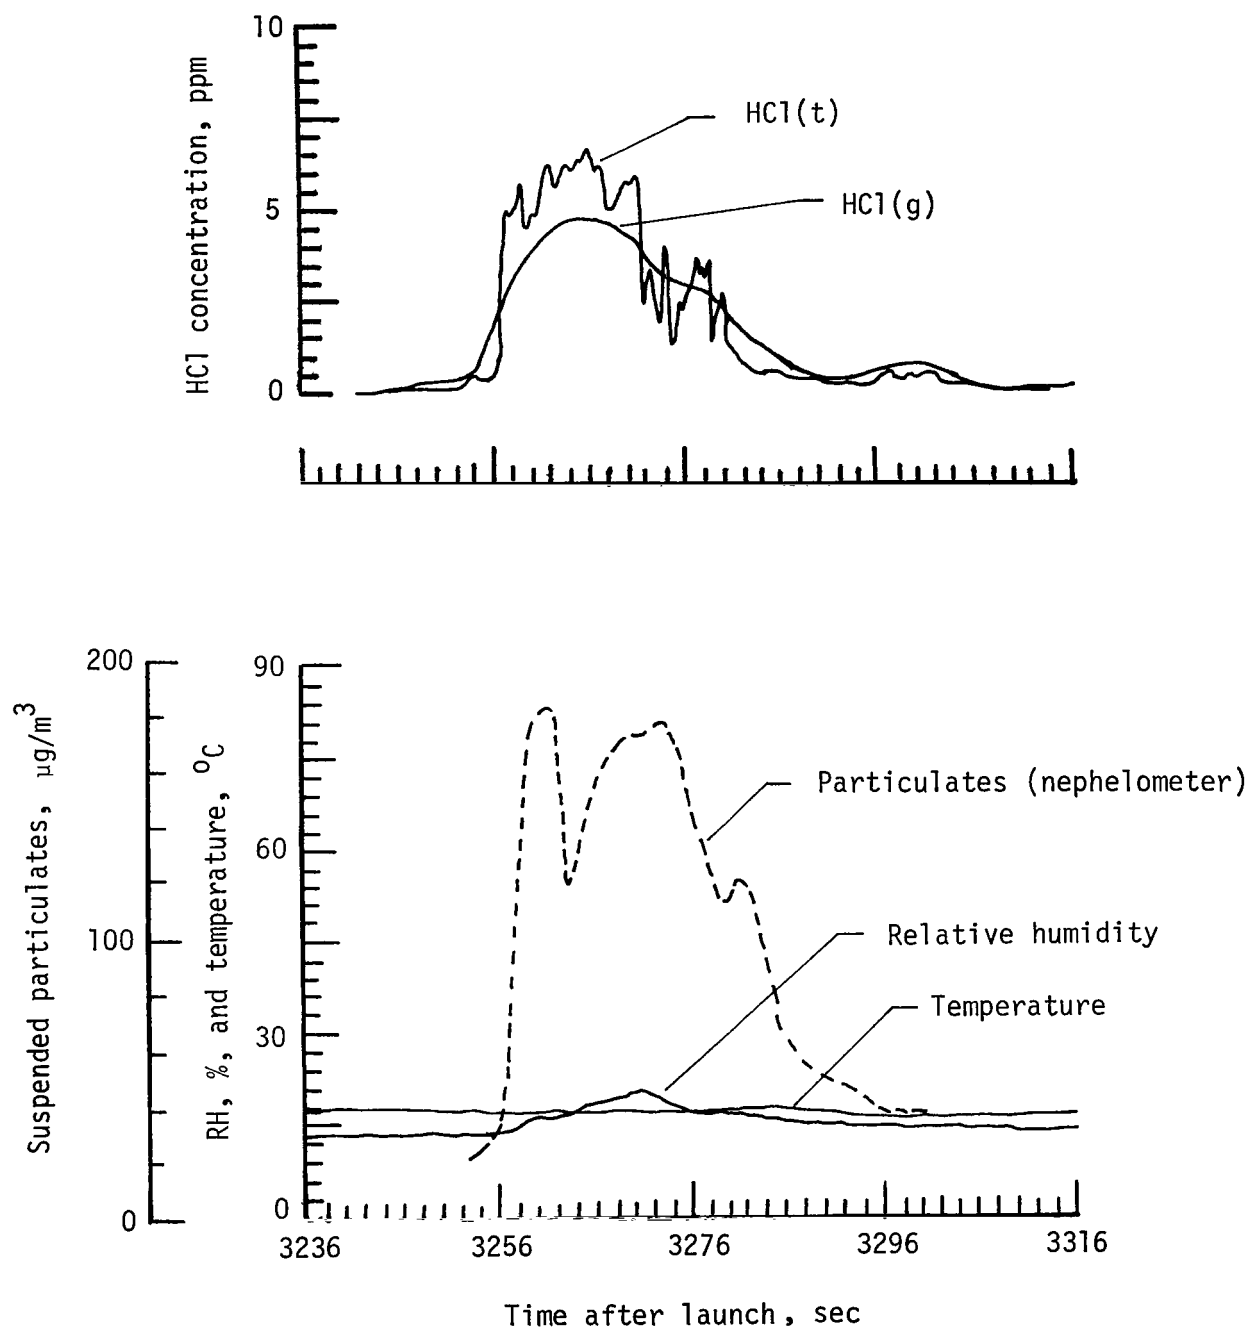 10
5
0
HCl concentration, ppm
HCl(t)
HCl(g)
200
100
0
Suspended particulates, µg/m³
90
60
30
0
RH, %, and temperature, °C
Particulates (nephelometer)
Relative humidity
Temperature
3236 3256 3276 3296 3316
Time after launch, sec